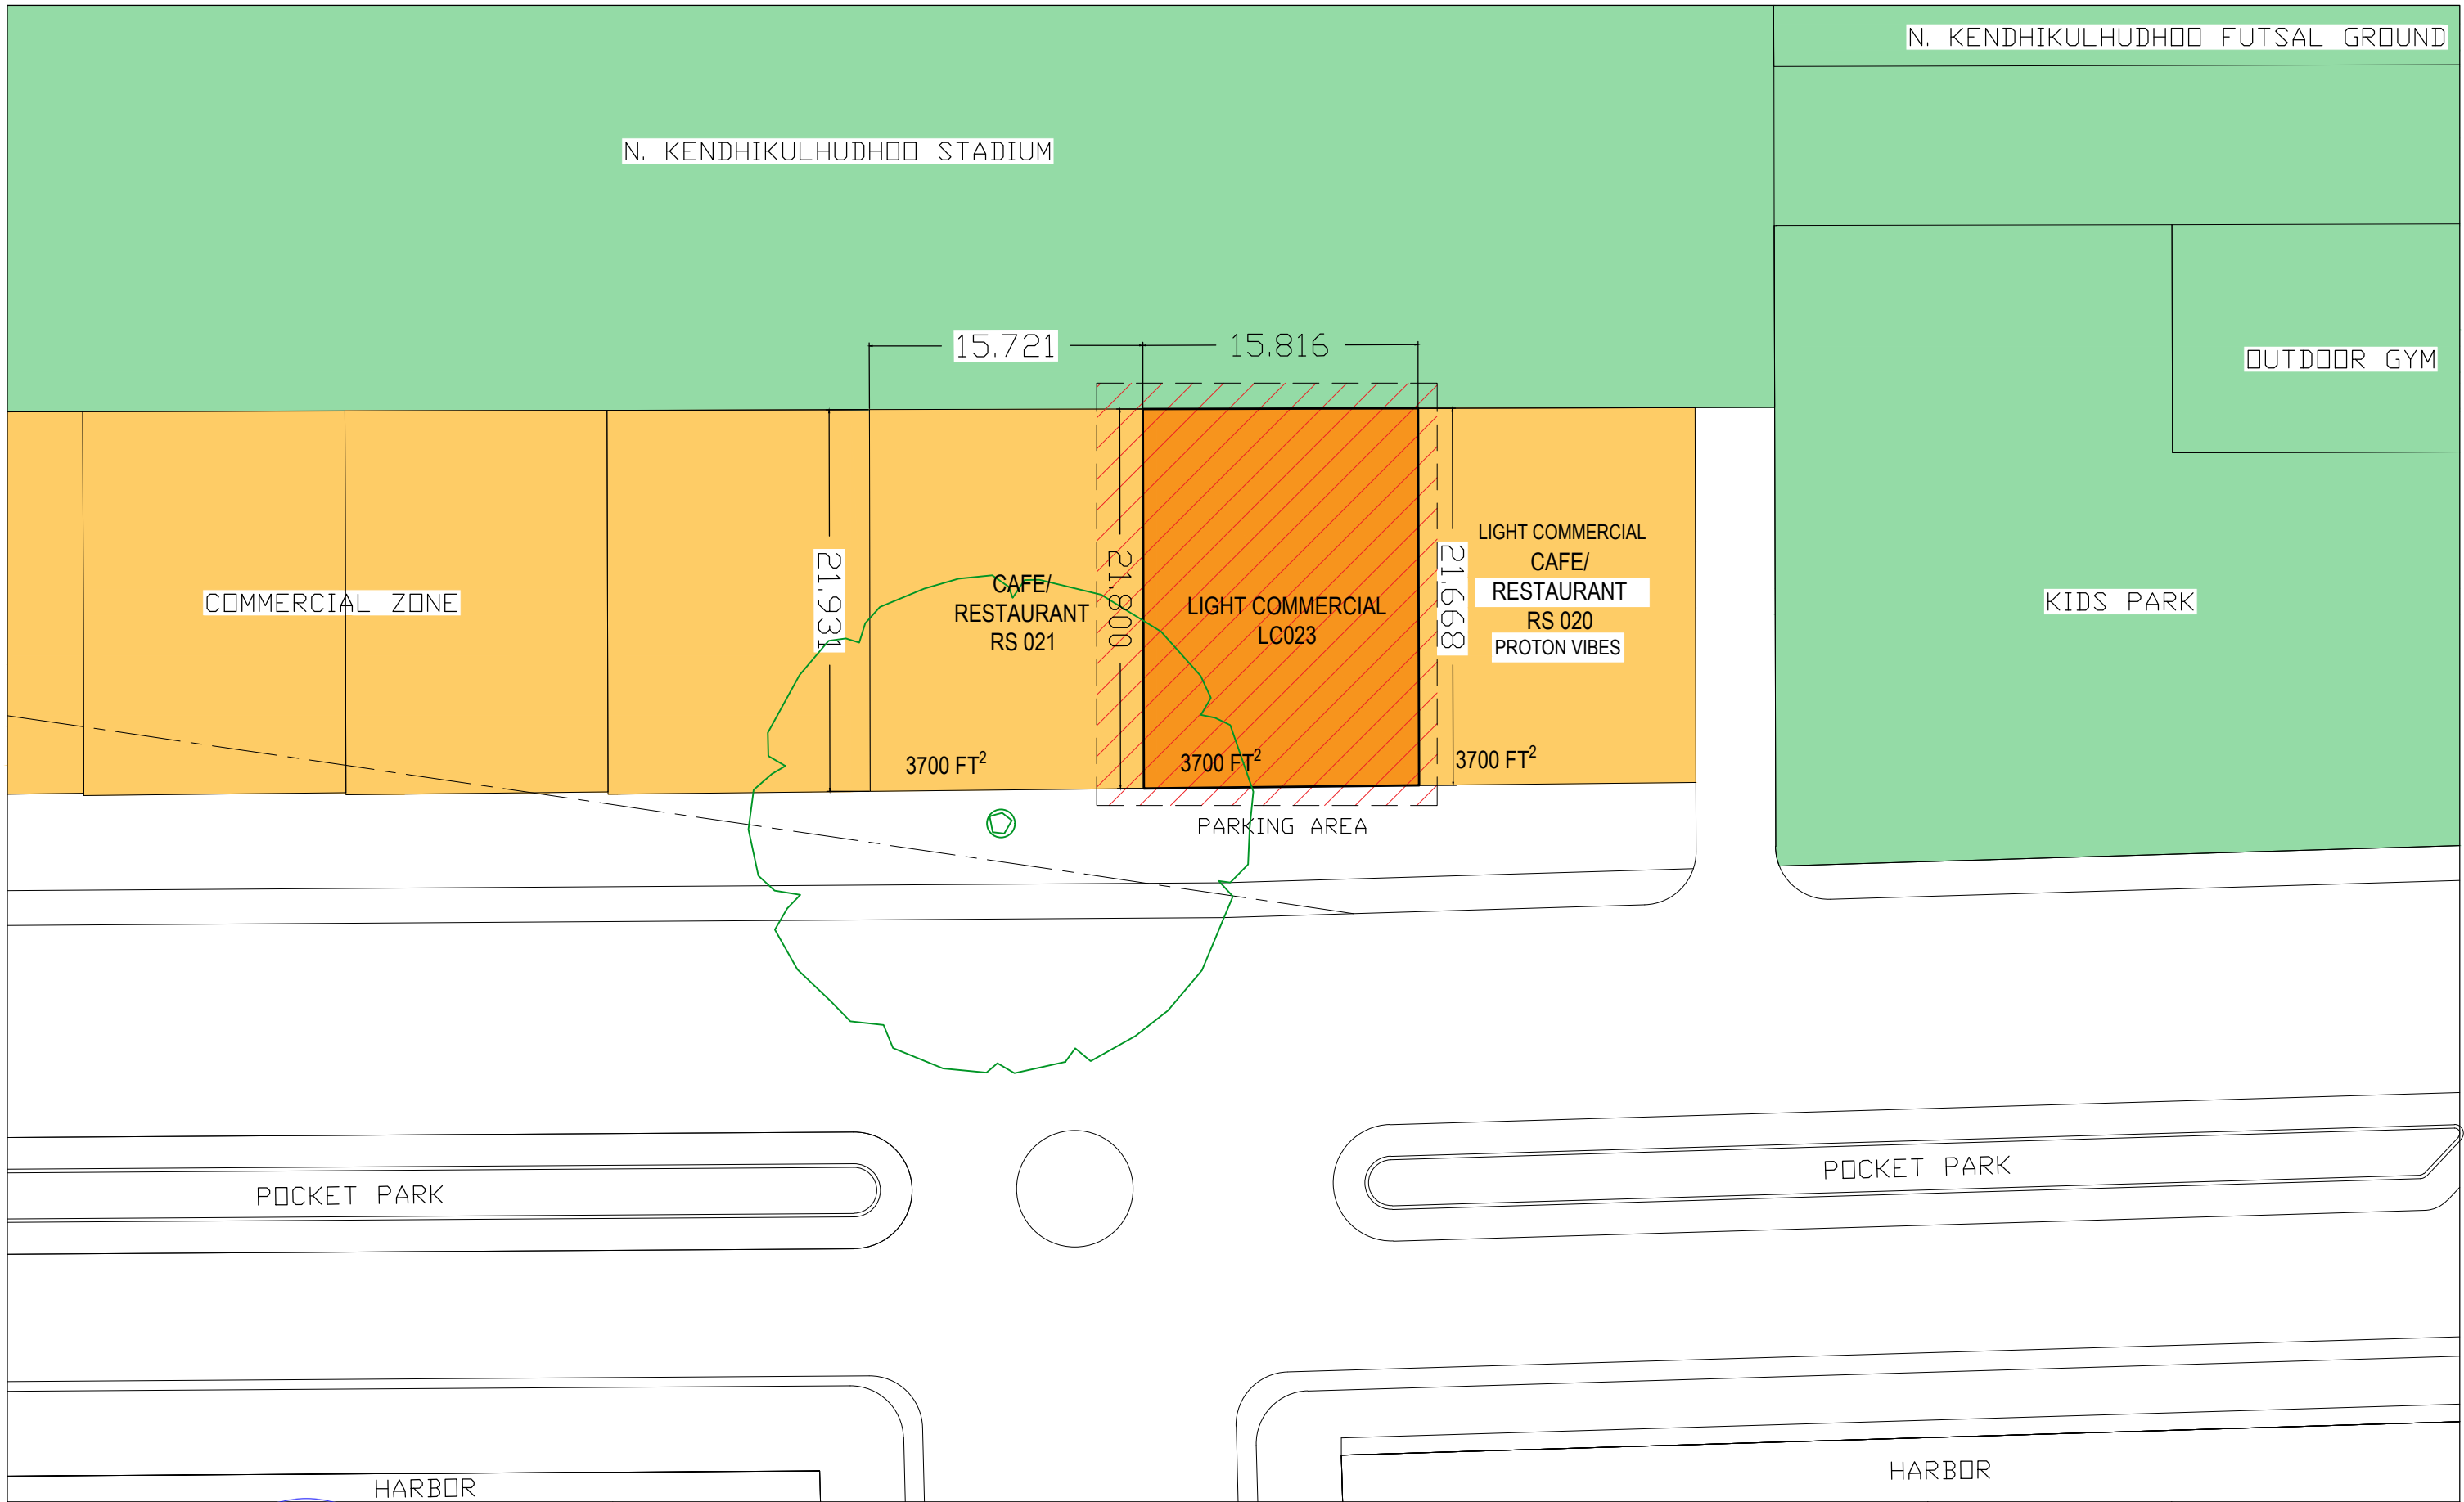 N. KENDHIKULHUDHOO FUTSAL GROUND
N. KENDHIKULHUDHOO STADIUM
15.721
15.816
OUTDOOR GYM
COMMERCIAL ZONE
21.931
CAFE/
RESTAURANT
RS 021
21.800
LIGHT COMMERCIAL
LC023
21.668
LIGHT COMMERCIAL
CAFE/
RESTAURANT
RS 020
PROTON VIBES
KIDS PARK
3700 FT²
3700 FT²
3700 FT²
PARKING AREA
POCKET PARK
POCKET PARK
HARBOR
HARBOR